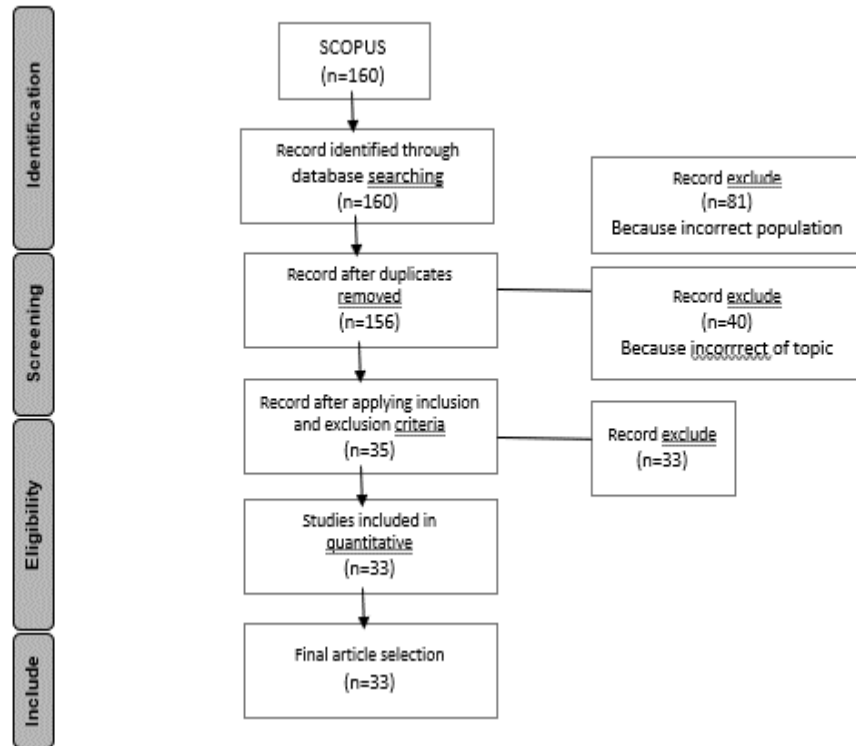 Identification
SCOPUS
(n=160)
Record identified through
database searching
(n=160)
Record exclude
(n=81)
Because incorrect population
Screening
Record after duplicates
removed
(n=156)
Record exclude
(n=40)
Because incorrrect of topic
Record after applying inclusion
and exclusion criteria
(n=35)
Eligibility
Record exclude
(n=33)
Studies included in
quantitative
(n=33)
Include
Final article selection
(n=33)